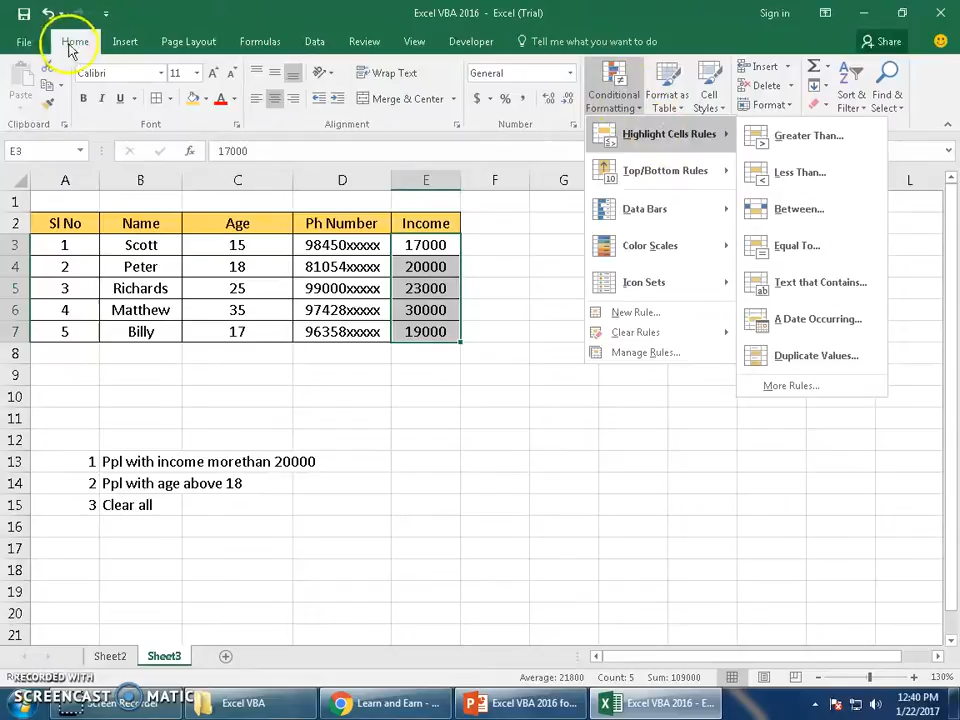 Excel VBA 2016 - Excel (Trial)
Sign in
File Home Insert Page Layout Formulas Data Review View Developer Tell me what you want to do Share
Paste
Calibri 11
Wrap Text
General
Conditional Formatting
Format as Table
Cell Styles
Insert
Delete
Format
Sort & Filter
Find & Select
B I U
Merge & Center
$ % ,
Clipboard Font Alignment Number
E3 fx 17000
Highlight Cells Rules
Top/Bottom Rules
Data Bars
Color Scales
Icon Sets
New Rule...
Clear Rules
Manage Rules...
Greater Than...
Less Than...
Between...
Equal To...
Text that Contains...
A Date Occurring...
Duplicate Values...
More Rules...
A B C D E F G L
1
2 Sl No Name Age Ph Number Income
3 1 Scott 15 98450xxxxx 17000
4 2 Peter 18 81054xxxxx 20000
5 3 Richards 25 99000xxxxx 23000
6 4 Matthew 35 97428xxxxx 30000
7 5 Billy 17 96358xxxxx 19000
8
9
10
11
12
13 1 Ppl with income morethan 20000
14 2 Ppl with age above 18
15 3 Clear all
16
17
18
19
20
21
Sheet2 Sheet3
Average: 21800 Count: 5 Sum: 109000 130%
RECORDED WITH
SCREENCAST MATIC
Screen Recorder
Excel VBA
Learn and Earn - ...
Excel VBA 2016 fo...
Excel VBA 2016 - E...
12:40 PM
1/22/2017